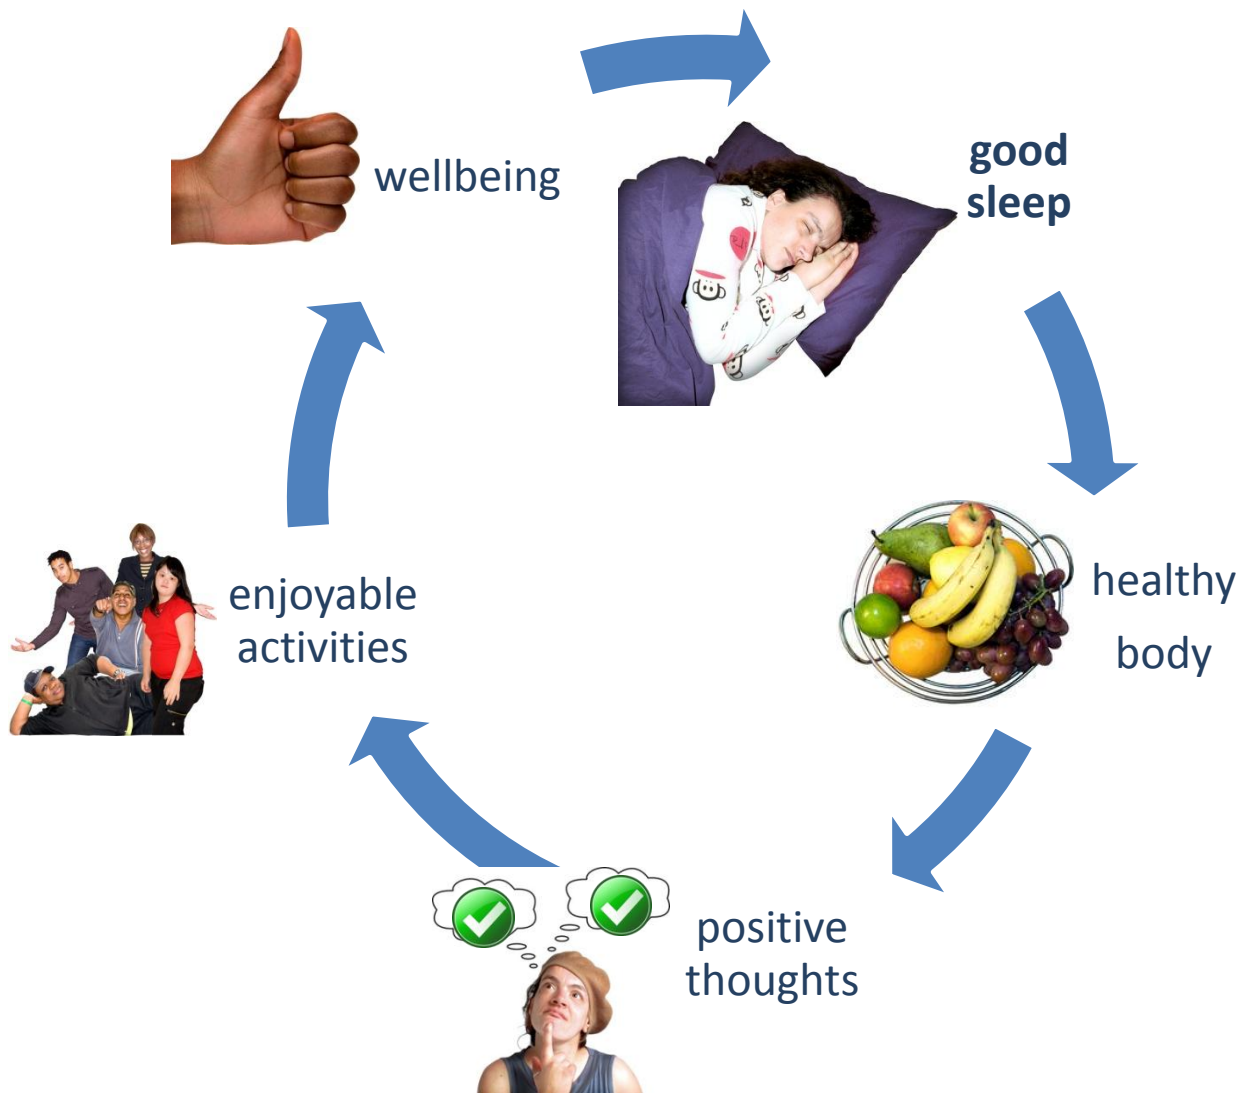 wellbeing
good
sleep
healthy
body
positive
thoughts
enjoyable
activities